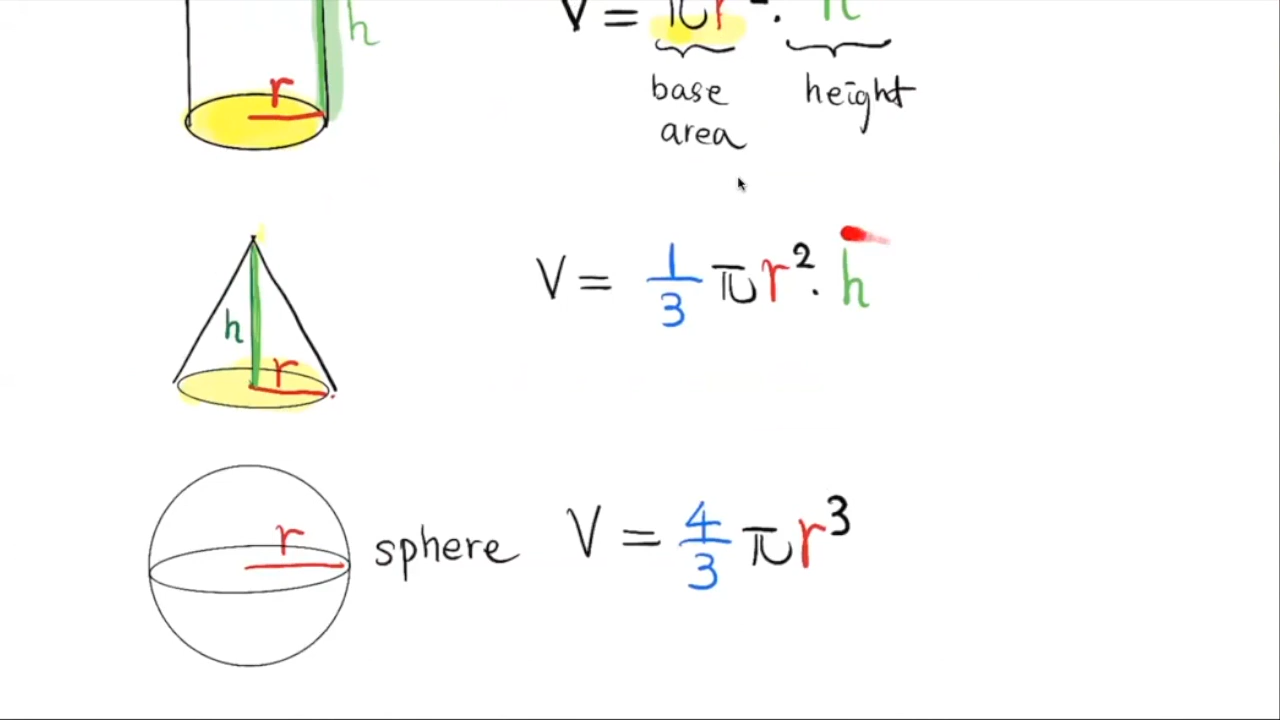 h
V = πr² · h
r
base height
area
V = 1/3 πr² · h
h
r
r
sphere V = 4/3 πr³